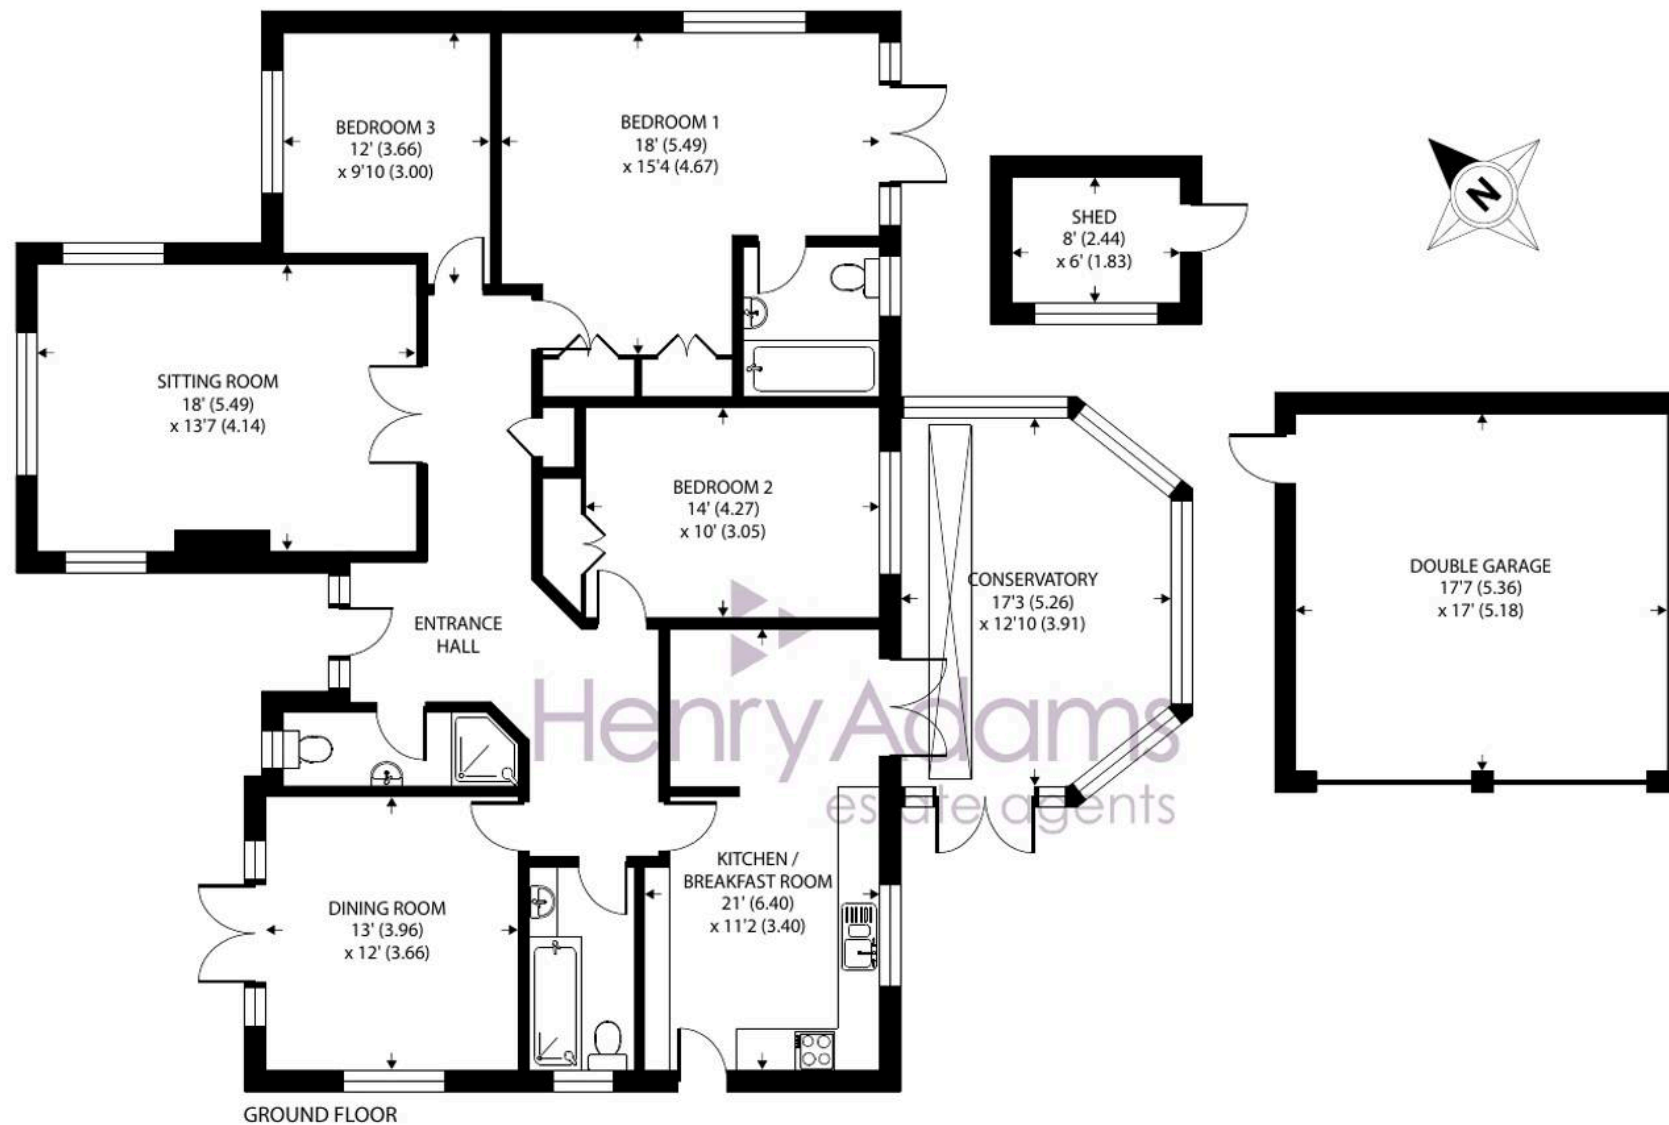 BEDROOM 3
12' (3.66)
x 9'10 (3.00)
BEDROOM 1
18' (5.49)
x 15'4 (4.67)
SHED
8' (2.44)
x 6' (1.83)
N
SITTING ROOM
18' (5.49)
x 13'7 (4.14)
BEDROOM 2
14' (4.27)
x 10' (3.05)
CONSERVATORY
17'3 (5.26)
x 12'10 (3.91)
DOUBLE GARAGE
17'7 (5.36)
x 17' (5.18)
ENTRANCE
HALL
Henry Adams
estate agents
KITCHEN /
BREAKFAST ROOM
21' (6.40)
x 11'2 (3.40)
DINING ROOM
13' (3.96)
x 12' (3.66)
GROUND FLOOR